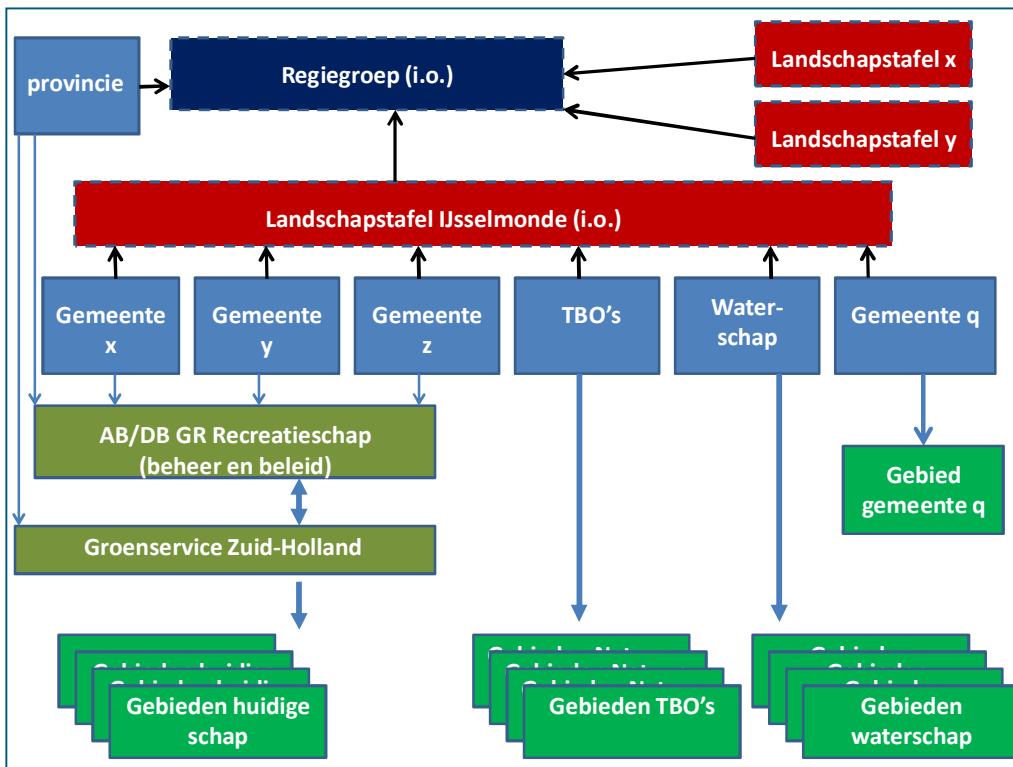 provincie
Regiegroep (i.o.)
Landschapstafel x
Landschapstafel y
Landschapstafel IJsselmonde (i.o.)
Gemeente
x
Gemeente
y
Gemeente
z
TBO's
Water-
schap
Gemeente q
AB/DB GR Recreatieschap
(beheer en beleid)
Gebied
gemeente q
Groenservice Zuid-Holland
Gebieden huidige
schap
Gebieden TBO's
Gebieden
waterschap